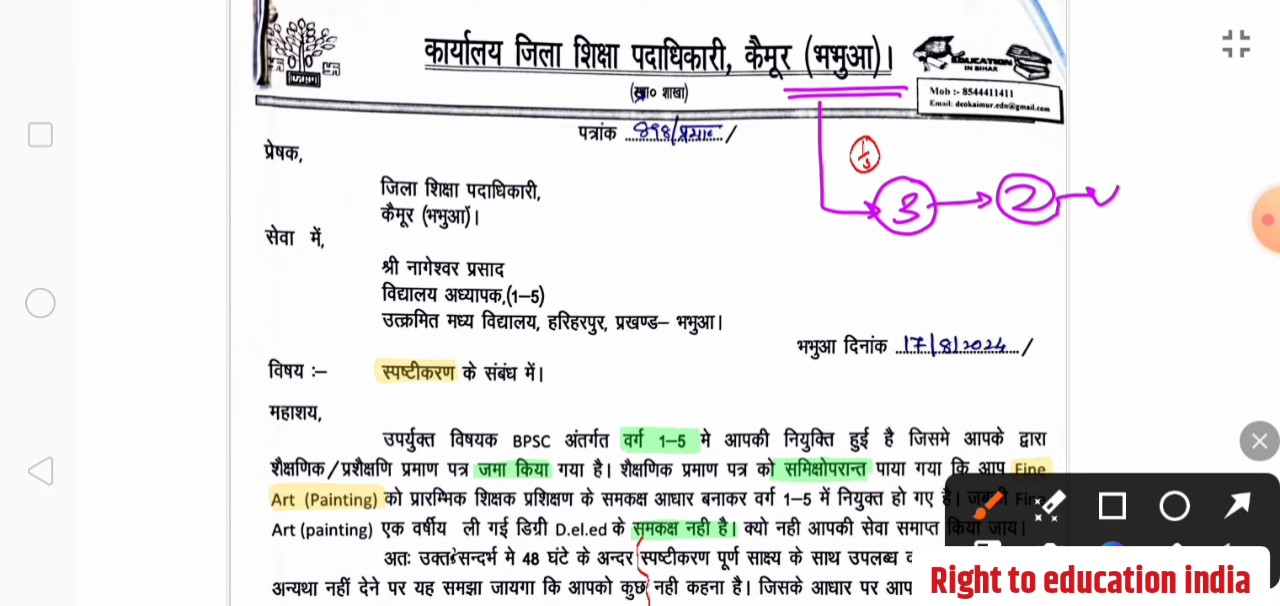 कार्यालय जिला शिक्षा पदाधिकारी, कैमूर (भभुआ)।
EDUCATION
IN BIHAR
(स्था० शाखा)
Mob :- 8544411411
Email: deokaimur.edn@gmail.com
पत्रांक ...../
प्रेषक,
3 2
जिला शिक्षा पदाधिकारी,
कैमूर (भभुआ)।
सेवा में,
श्री नागेश्वर प्रसाद
विद्यालय अध्यापक,(1–5)
उत्क्रमित मध्य विद्यालय, हरिहरपुर, प्रखण्ड– भभुआ।
भभुआ दिनांक 17/8/2024/
विषय :– स्पष्टीकरण के संबंध में।
महाशय,
उपर्युक्त विषयक BPSC अंतर्गत वर्ग 1–5 मे आपकी नियुक्ति हुई है जिसमे आपके द्वारा
शैक्षणिक/प्रशैक्षणि प्रमाण पत्र जमा किया गया है। शैक्षणिक प्रमाण पत्र को समिक्षोपरान्त पाया गया कि आप Fine
Art (Painting) को प्रारम्भिक शिक्षक प्रशिक्षण के समकक्ष आधार बनाकर वर्ग 1–5 में नियुक्त हो गए है।
Art (painting) एक वर्षीय ली गई डिग्री D.el.ed के समकक्ष नही है। क्यो नही आपकी सेवा समाप्त किया जाय।
अतः उक्त सन्दर्भ मे 48 घंटे के अन्दर स्पष्टीकरण पूर्ण साक्ष्य के साथ उपलब्ध
अन्यथा नहीं देने पर यह समझा जायगा कि आपको कुछ नही कहना है। जिसके आधार पर आप
Right to education india